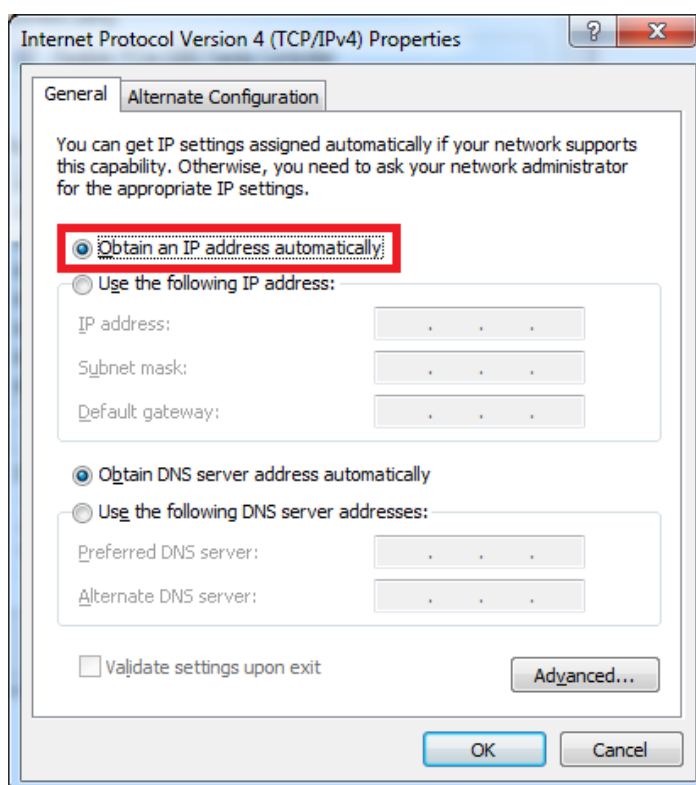 Internet Protocol Version 4 (TCP/IPv4) Properties
General
Alternate Configuration
You can get IP settings assigned automatically if your network supports
this capability. Otherwise, you need to ask your network administrator
for the appropriate IP settings.
Obtain an IP address automatically
Use the following IP address:
IP address:
Subnet mask:
Default gateway:
Obtain DNS server address automatically
Use the following DNS server addresses:
Preferred DNS server:
Alternate DNS server:
Validate settings upon exit
Advanced...
OK
Cancel